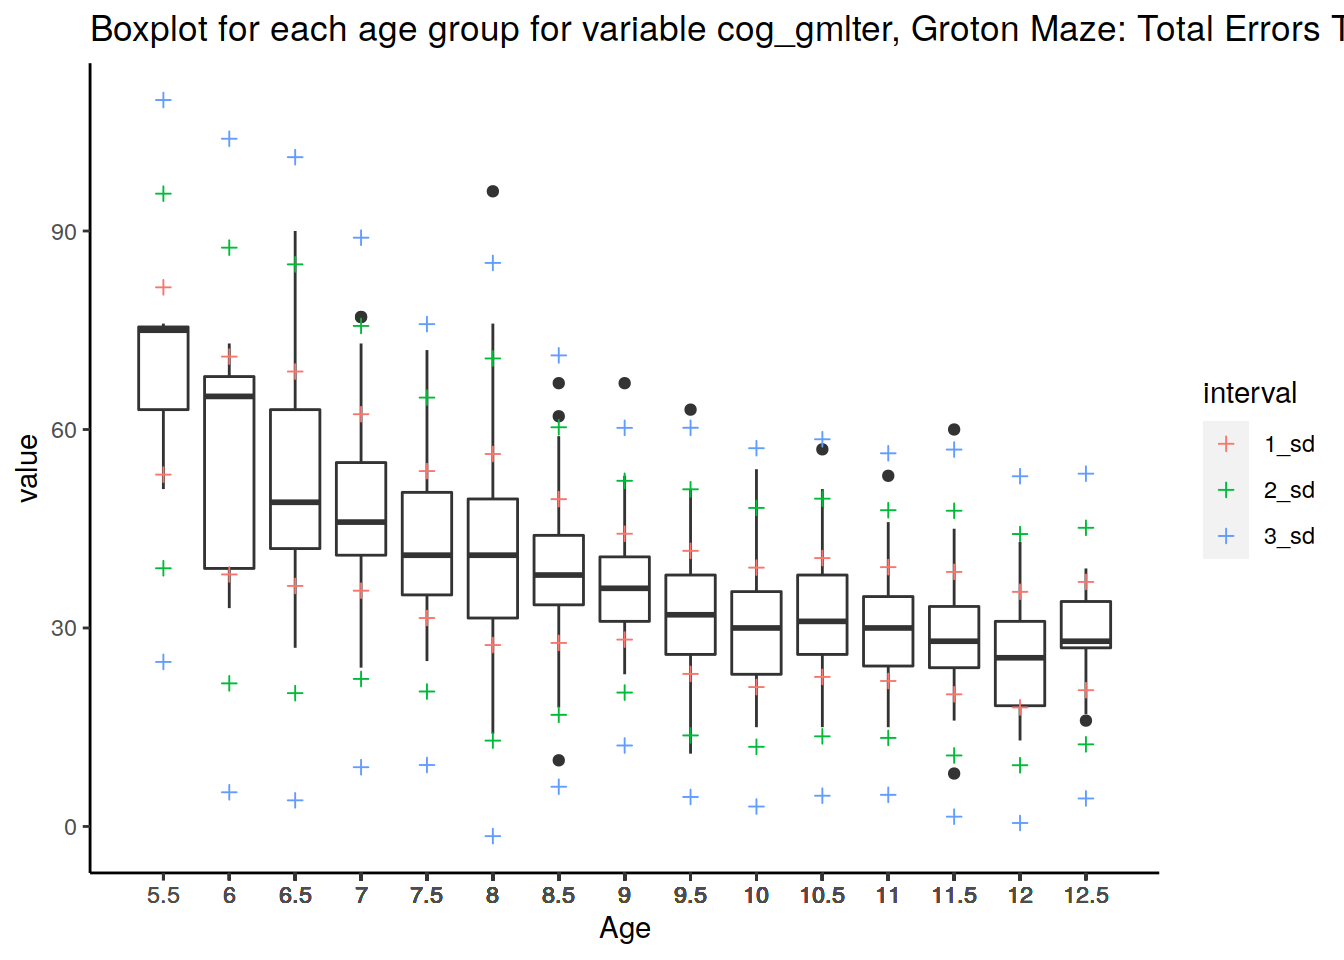 Boxplot for each age group for variable cog_gmlter, Groton Maze: Total Errors T
value
90
60
30
0
5.5 6 6.5 7 7.5 8 8.5 9 9.5 10 10.5 11 11.5 12 12.5
Age
interval
1_sd
2_sd
3_sd